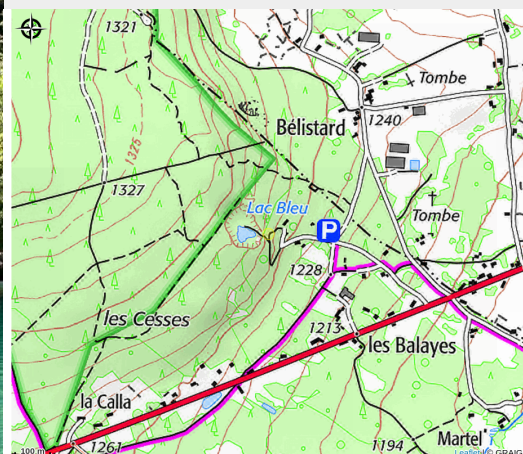 1321
Tombe
1240
Bélistard
1325
1327
Tombe
Lac Bleu
P
1228
les Cesses
1213
les Balayes
la Calla
1261
1194
Martel
100 m
Leaflet © GRAIG